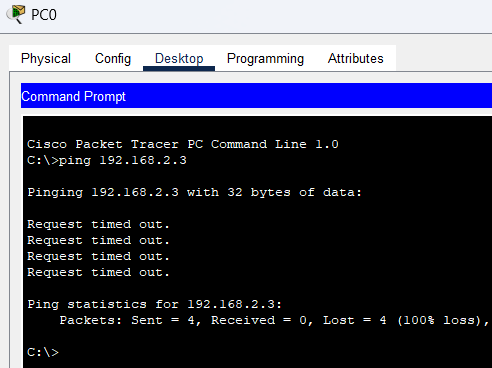 PC0
Physical Config Desktop Programming Attributes
Command Prompt
Cisco Packet Tracer PC Command Line 1.0
C:\>ping 192.168.2.3
Pinging 192.168.2.3 with 32 bytes of data:
Request timed out.
Request timed out.
Request timed out.
Request timed out.
Ping statistics for 192.168.2.3:
Packets: Sent = 4, Received = 0, Lost = 4 (100% loss),
C:\>